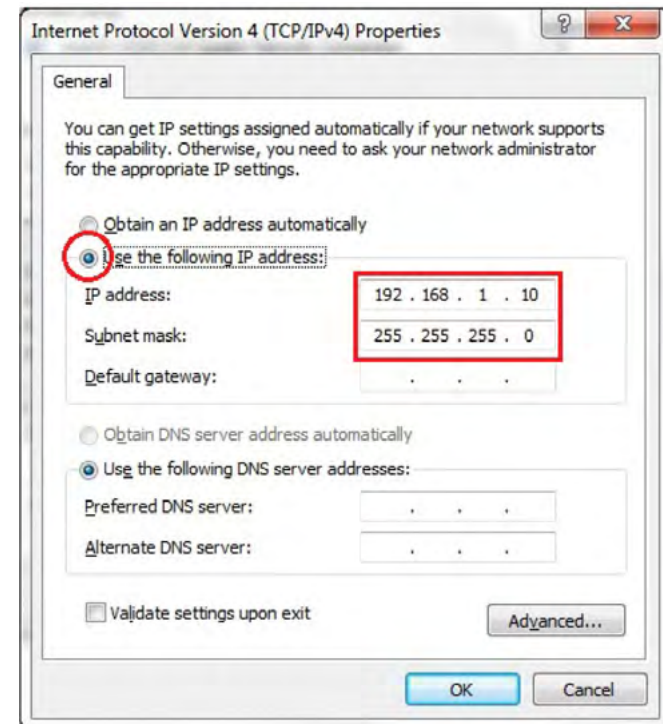 Internet Protocol Version 4 (TCP/IPv4) Properties
General
You can get IP settings assigned automatically if your network supports
this capability. Otherwise, you need to ask your network administrator
for the appropriate IP settings.
Obtain an IP address automatically
Use the following IP address:
IP address: 192 . 168 . 1 . 10
Subnet mask: 255 . 255 . 255 . 0
Default gateway: . . .
Obtain DNS server address automatically
Use the following DNS server addresses:
Preferred DNS server: . . .
Alternate DNS server: . . .
Validate settings upon exit
Advanced...
OK Cancel